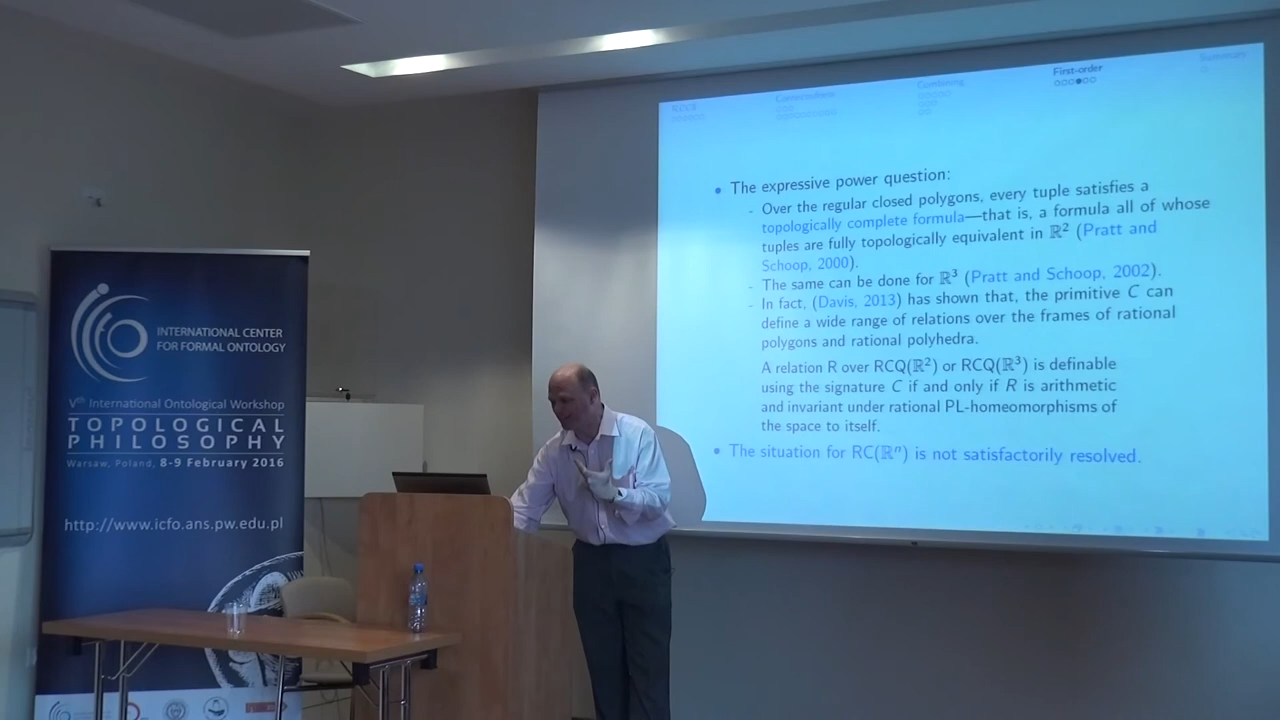 INTERNATIONAL CENTER
FOR FORMAL ONTOLOGY
Vth International Ontological Workshop
TOPOLOGICAL
PHILOSOPHY
Warsaw, Poland, 8-9 February 2016
http://www.icfo.ans.pw.edu.pl
First-order
• The expressive power question:
- Over the regular closed polygons, every tuple satisfies a
topologically complete formula—that is, a formula all of whose
tuples are fully topologically equivalent in ℝ² (Pratt and
Schoop, 2000).
- The same can be done for ℝ³ (Pratt and Schoop, 2002).
- In fact, (Davis, 2013) has shown that, the primitive C can
define a wide range of relations over the frames of rational
polygons and rational polyhedra.
A relation R over RCQ(ℝ²) or RCQ(ℝ³) is definable
using the signature C if and only if R is arithmetic
and invariant under rational PL-homeomorphisms of
the space to itself.
• The situation for RC(ℝⁿ) is not satisfactorily resolved.